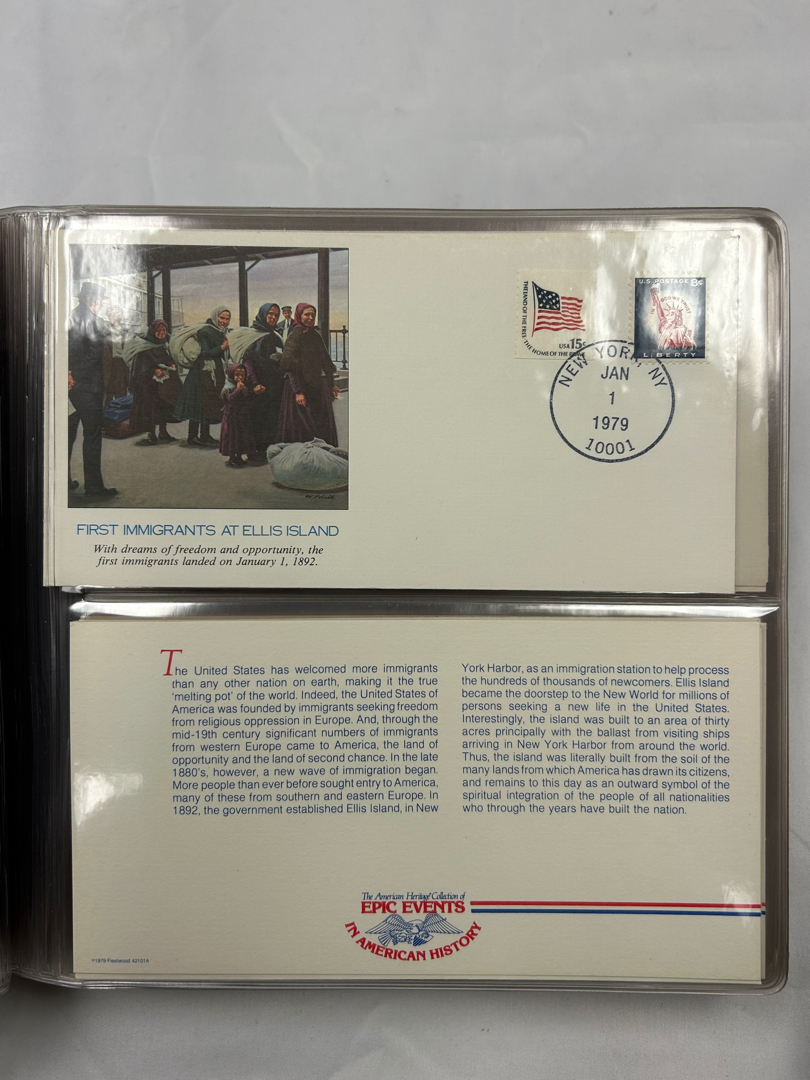 THE LAND OF THE FREE THE HOME OF THE BRAVE
USA 15c
U.S. POSTAGE 8¢
IN GOD WE TRUST
LIBERTY
NEW YORK, NY
JAN
1
1979
10001
FIRST IMMIGRANTS AT ELLIS ISLAND
With dreams of freedom and opportunity, the
first immigrants landed on January 1, 1892.
The United States has welcomed more immigrants
than any other nation on earth, making it the true
'melting pot' of the world. Indeed, the United States of
America was founded by immigrants seeking freedom
from religious oppression in Europe. And, through the
mid-19th century significant numbers of immigrants
from western Europe came to America, the land of
opportunity and the land of second chance. In the late
1880's, however, a new wave of immigration began.
More people than ever before sought entry to America,
many of these from southern and eastern Europe. In
1892, the government established Ellis Island, in New
York Harbor, as an immigration station to help process
the hundreds of thousands of newcomers. Ellis Island
became the doorstep to the New World for millions of
persons seeking a new life in the United States.
Interestingly, the island was built to an area of thirty
acres principally with the ballast from visiting ships
arriving in New York Harbor from around the world.
Thus, the island was literally built from the soil of the
many lands from which America has drawn its citizens,
and remains to this day as an outward symbol of the
spiritual integration of the people of all nationalities
who through the years have built the nation.
The American Heritage Collection of
EPIC EVENTS
IN AMERICAN HISTORY
©1979 Fleetwood 42101A